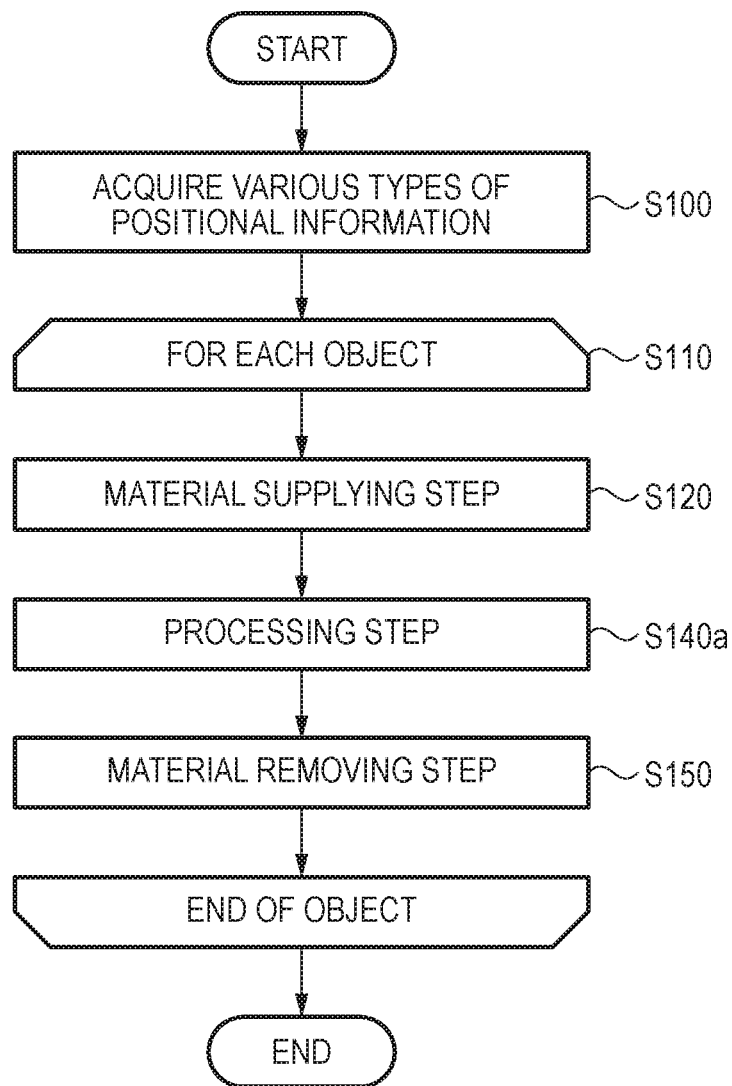 START
ACQUIRE VARIOUS TYPES OF
POSITIONAL INFORMATION
S100
FOR EACH OBJECT
S110
MATERIAL SUPPLYING STEP
S120
PROCESSING STEP
S140a
MATERIAL REMOVING STEP
S150
END OF OBJECT
END